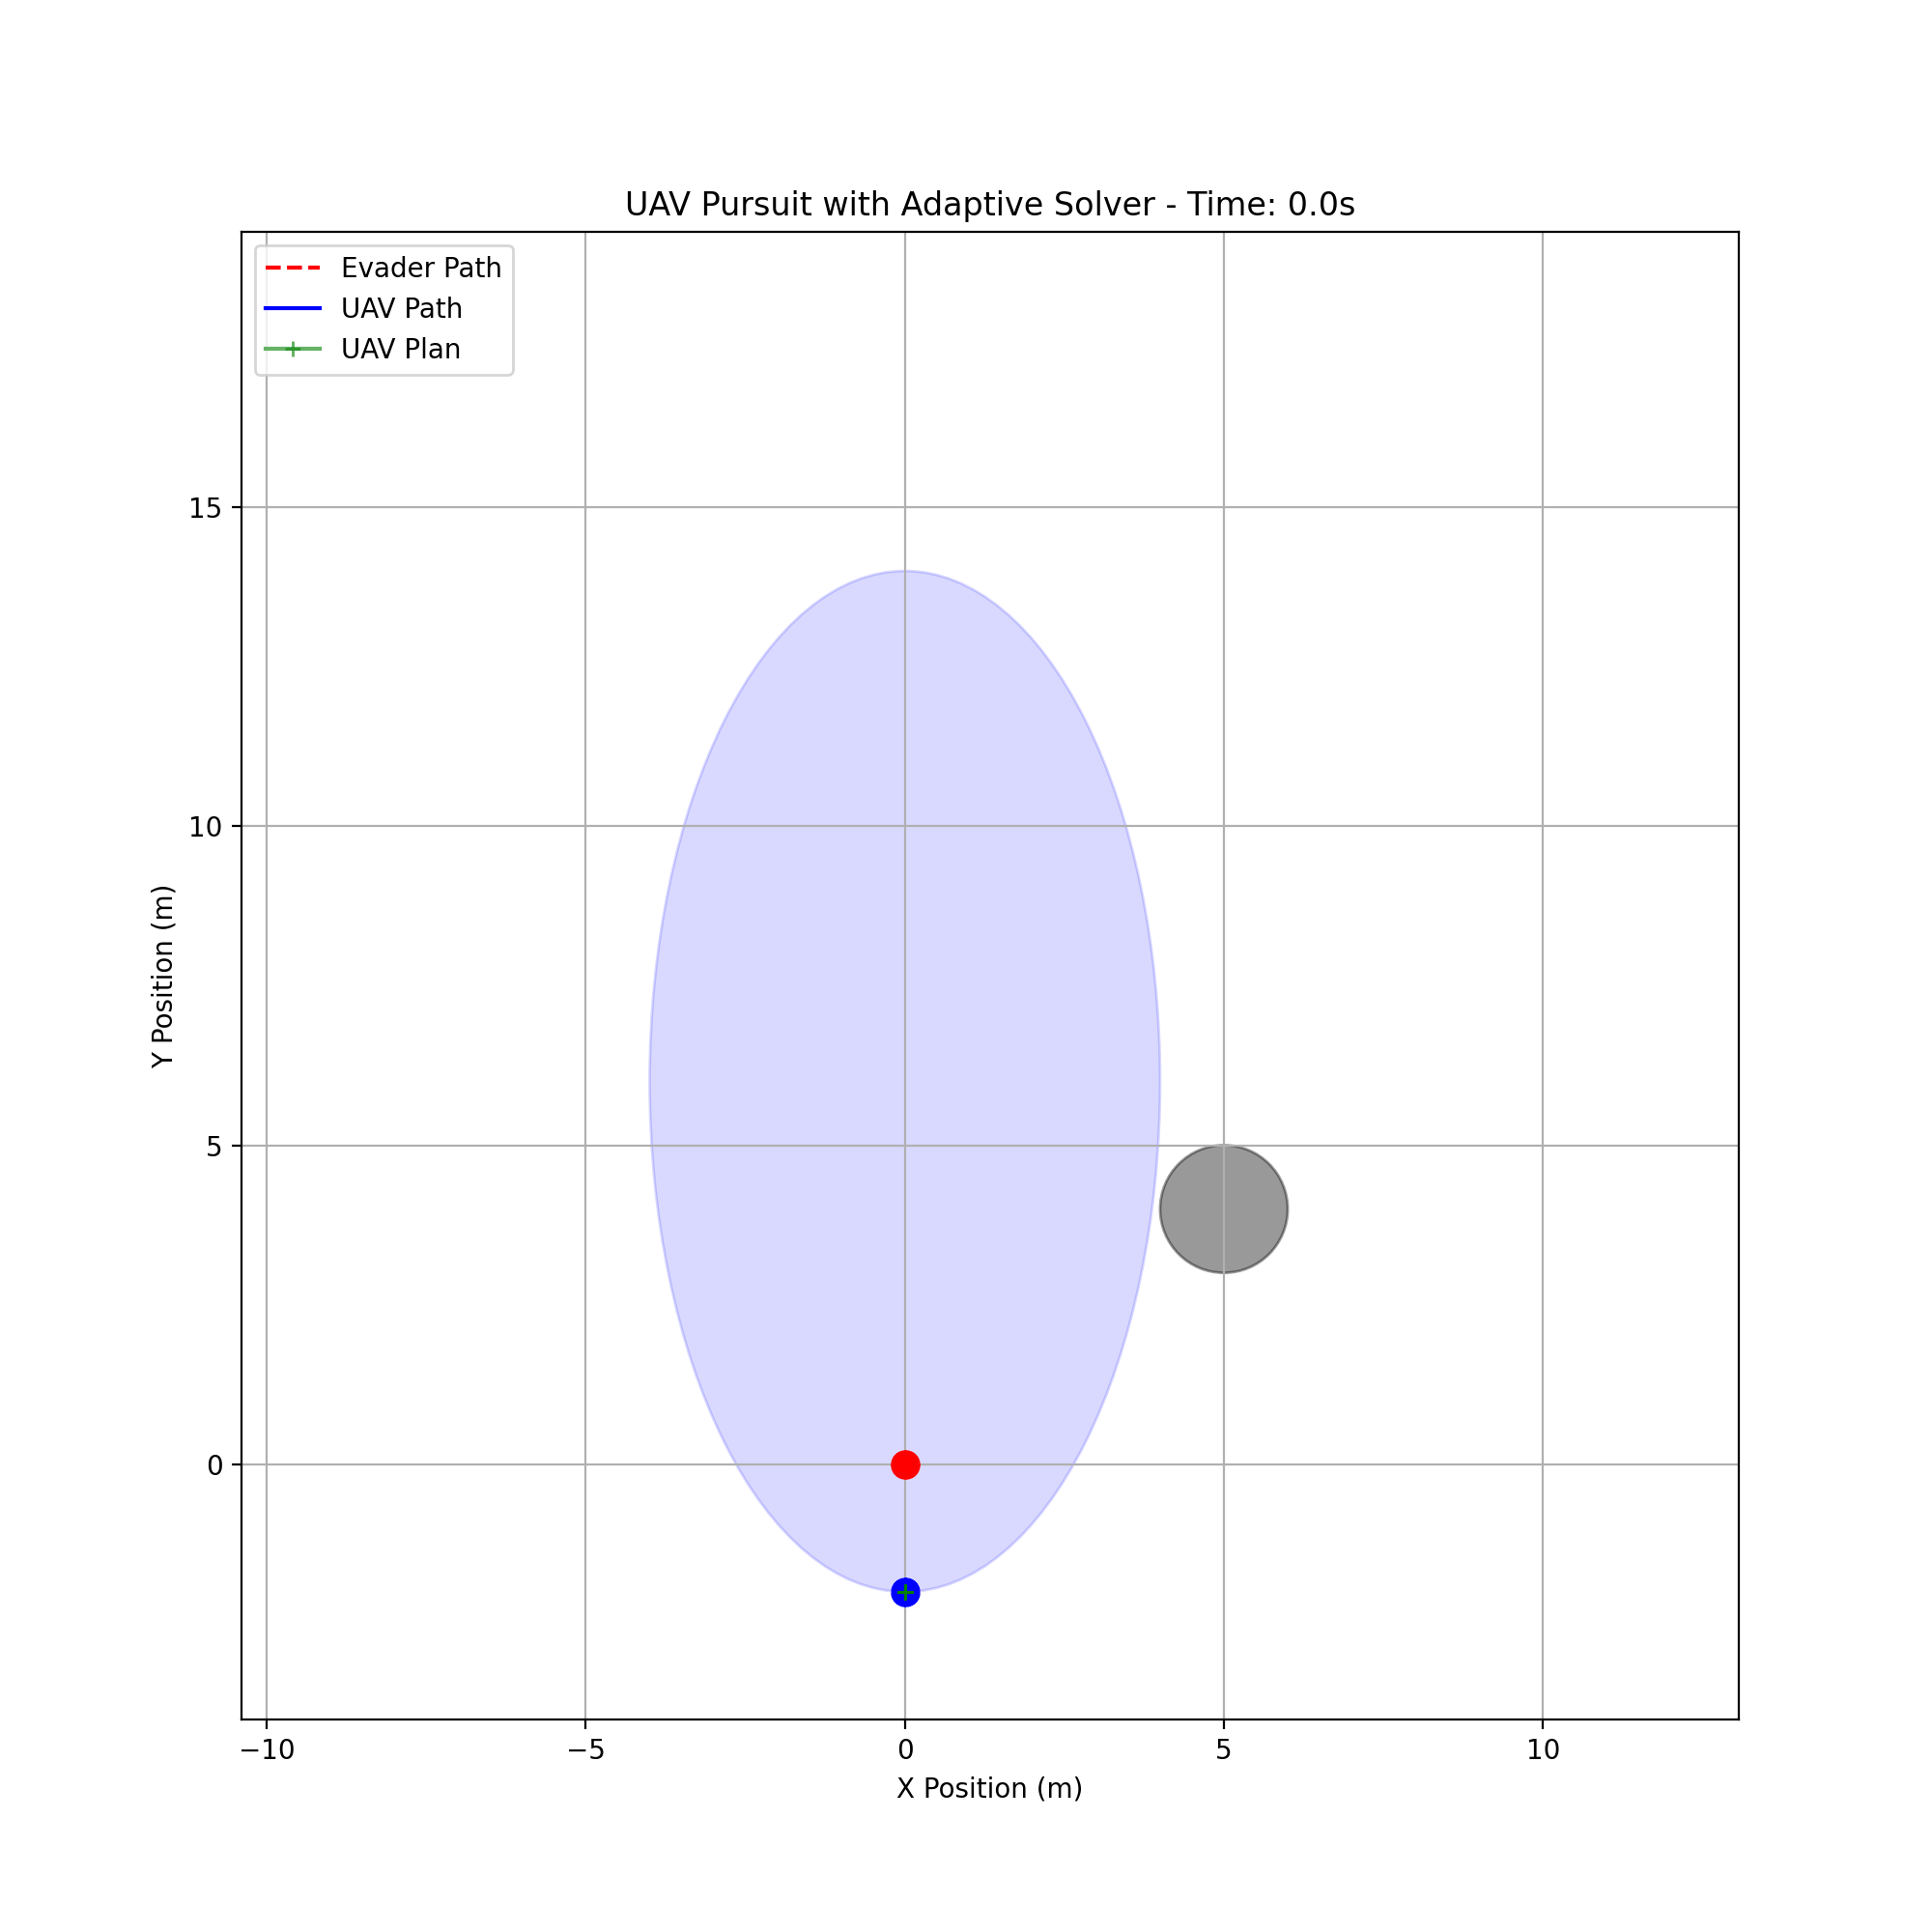 UAV Pursuit with Adaptive Solver - Time: 0.0s
Evader Path
UAV Path
UAV Plan
15
10
5
0
Y Position (m)
−10
−5
0
5
10
X Position (m)